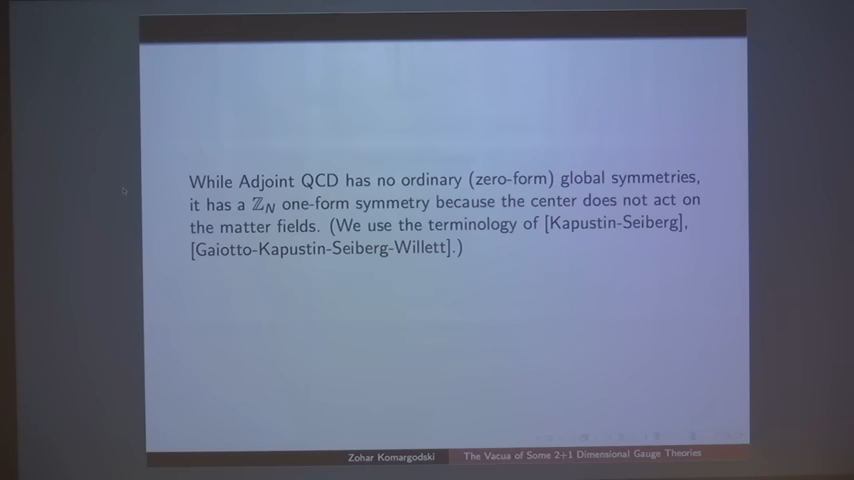 While Adjoint QCD has no ordinary (zero-form) global symmetries,
it has a ℤ_N one-form symmetry because the center does not act on
the matter fields. (We use the terminology of [Kapustin-Seiberg],
[Gaiotto-Kapustin-Seiberg-Willett].)
Zohar Komargodski The Vacua of Some 2+1 Dimensional Gauge Theories